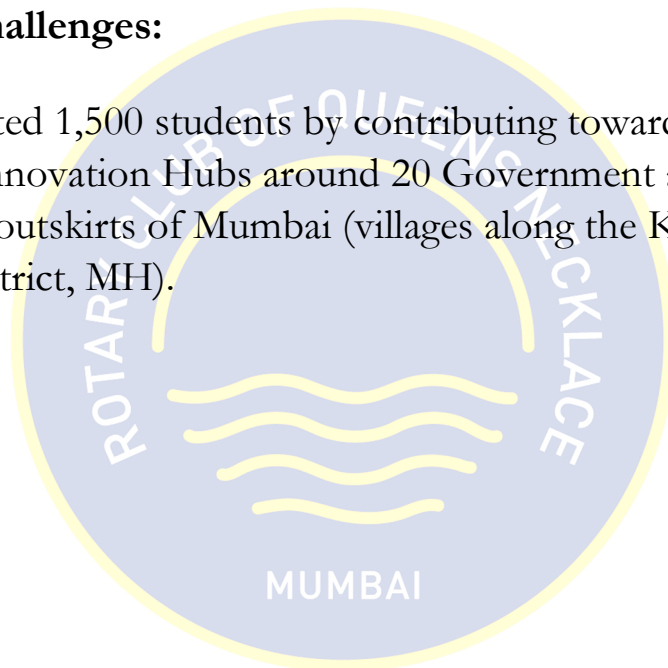 hallenges:
ted 1,500 students by contributing toward
nnovation Hubs around 20 Government
outskirts of Mumbai (villages along the K
trict, MH).
ROTARY CLUB OF QUEENS NECKLACE
MUMBAI